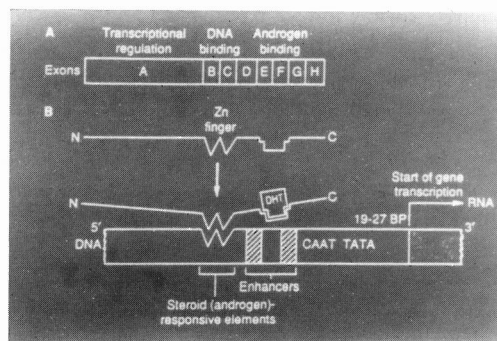 A
Transcriptional regulation
DNA binding
Androgen binding
Exons
A
B
C
D
E
F
G
H
B
Zn finger
N
C
DHT
N
C
Start of gene transcription
19-27 BP
RNA
5′
3′
DNA
CAAT TATA
Enhancers
Steroid (androgen)-
responsive elements